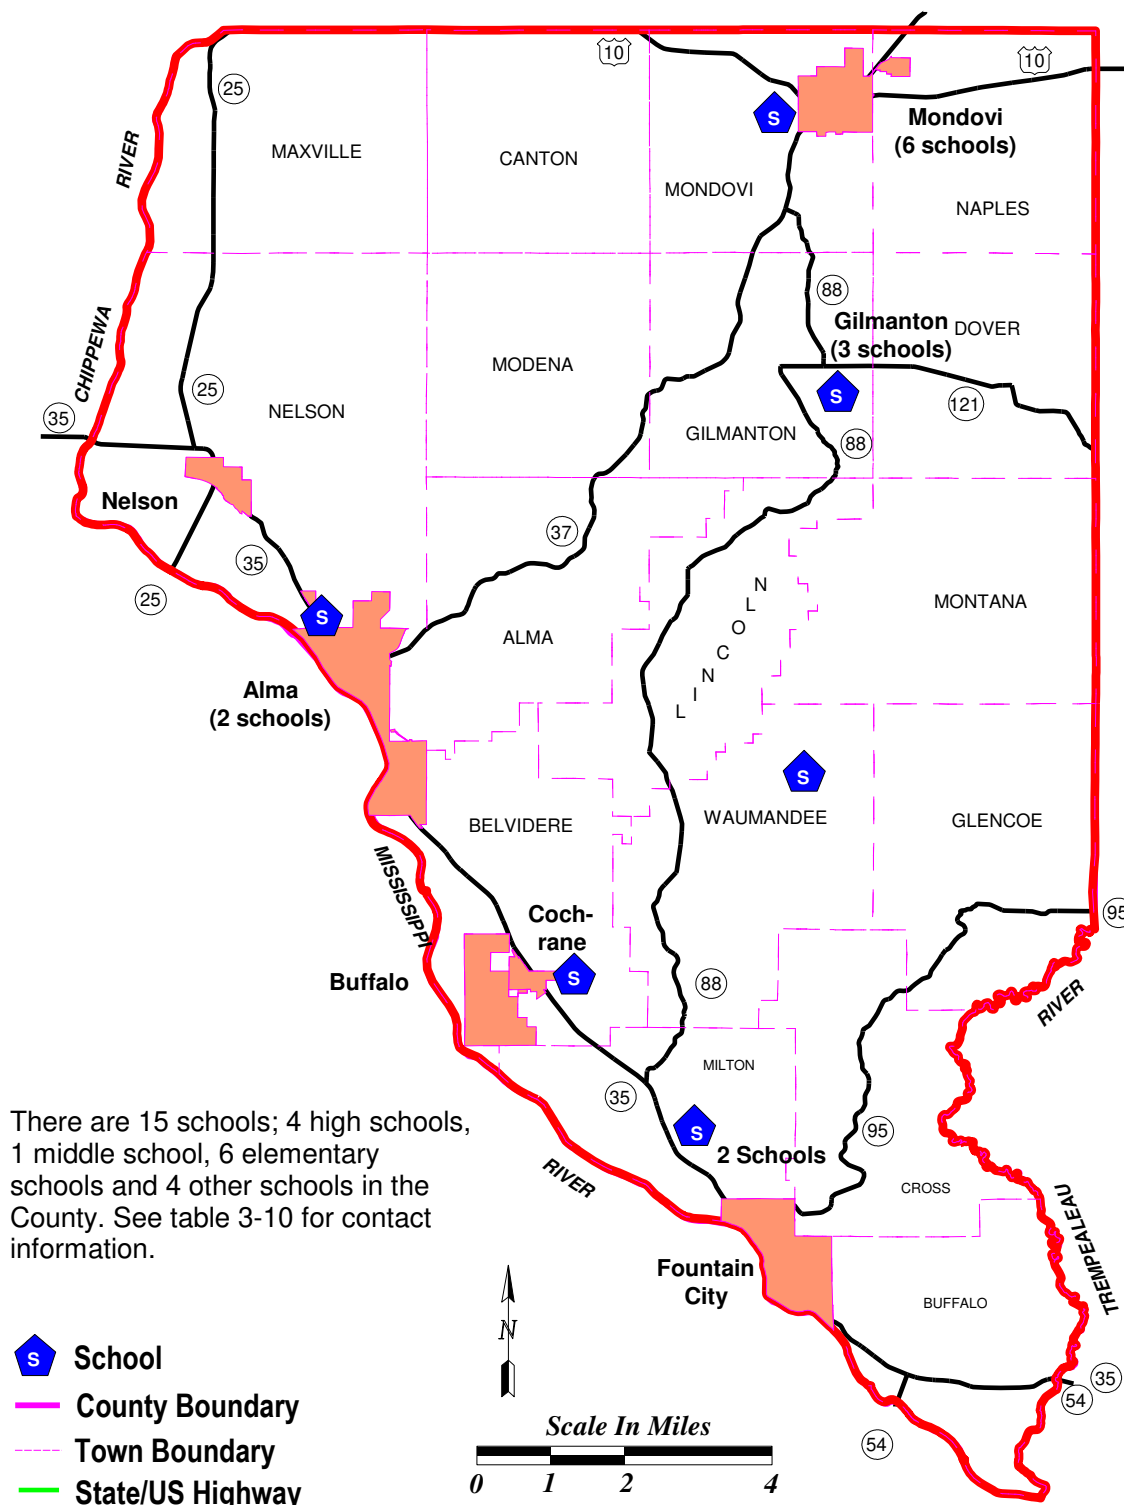 10
10
25
Mondovi
(6 schools)
S
RIVER
MAXVILLE
CANTON
MONDOVI
NAPLES
88
Gilmanton
(3 schools)
DOVER
CHIPPEWA
MODENA
25
35
NELSON
S
121
GILMANTON
88
Nelson
37
35
25
LINCOLN
MONTANA
S
ALMA
Alma
(2 schools)
S
WAUMANDEE
BELVIDERE
GLENCOE
MISSISSIPPI
95
Coch-
rane
S
Buffalo
88
RIVER
MILTON
35
There are 15 schools; 4 high schools,
1 middle school, 6 elementary
schools and 4 other schools in the
County. See table 3-10 for contact
information.
S
2 Schools
95
RIVER
CROSS
TREMPEALEAU
Fountain
City
BUFFALO
N
S School
County Boundary
Town Boundary
State/US Highway
35
54
54
Scale In Miles
0 1 2 4